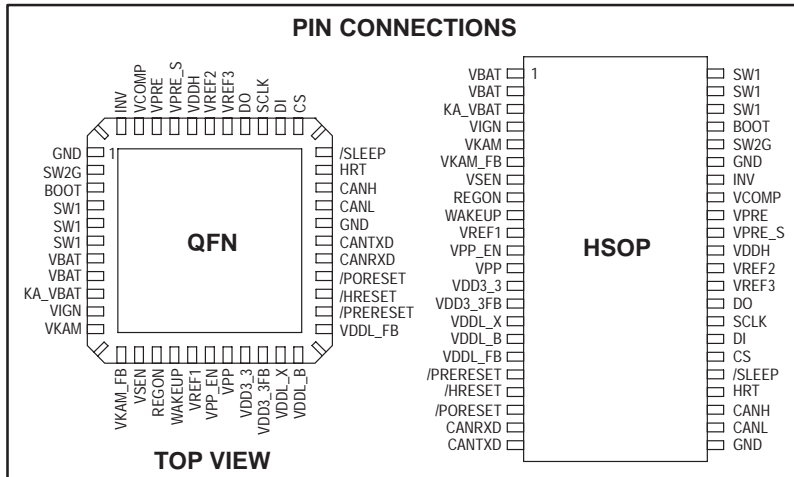 PIN CONNECTIONS
INV
VCOMP
VPRE
VPRE_S
VDDH
VREF2
VREF3
DO
SCLK
DI
CS
GND
SW2G
BOOT
SW1
SW1
SW1
VBAT
VBAT
KA_VBAT
VIGN
VKAM
1
QFN
/SLEEP
HRT
CANH
CANL
GND
CANTXD
CANRXD
/PORESET
/HRESET
/PRERESET
VDDL_FB
VKAM_FB
VSEN
REGON
WAKEUP
VREF1
VPP_EN
VPP
VDD3_3
VDD3_3FB
VDDL_X
VDDL_B
TOP VIEW
VBAT
VBAT
KA_VBAT
VIGN
VKAM
VKAM_FB
VSEN
REGON
WAKEUP
VREF1
VPP_EN
VPP
VDD3_3
VDD3_3FB
VDDL_X
VDDL_B
VDDL_FB
/PRERESET
/HRESET
/PORESET
CANRXD
CANTXD
1
HSOP
SW1
SW1
SW1
BOOT
SW2G
GND
INV
VCOMP
VPRE
VPRE_S
VDDH
VREF2
VREF3
DO
SCLK
DI
CS
/SLEEP
HRT
CANH
CANL
GND